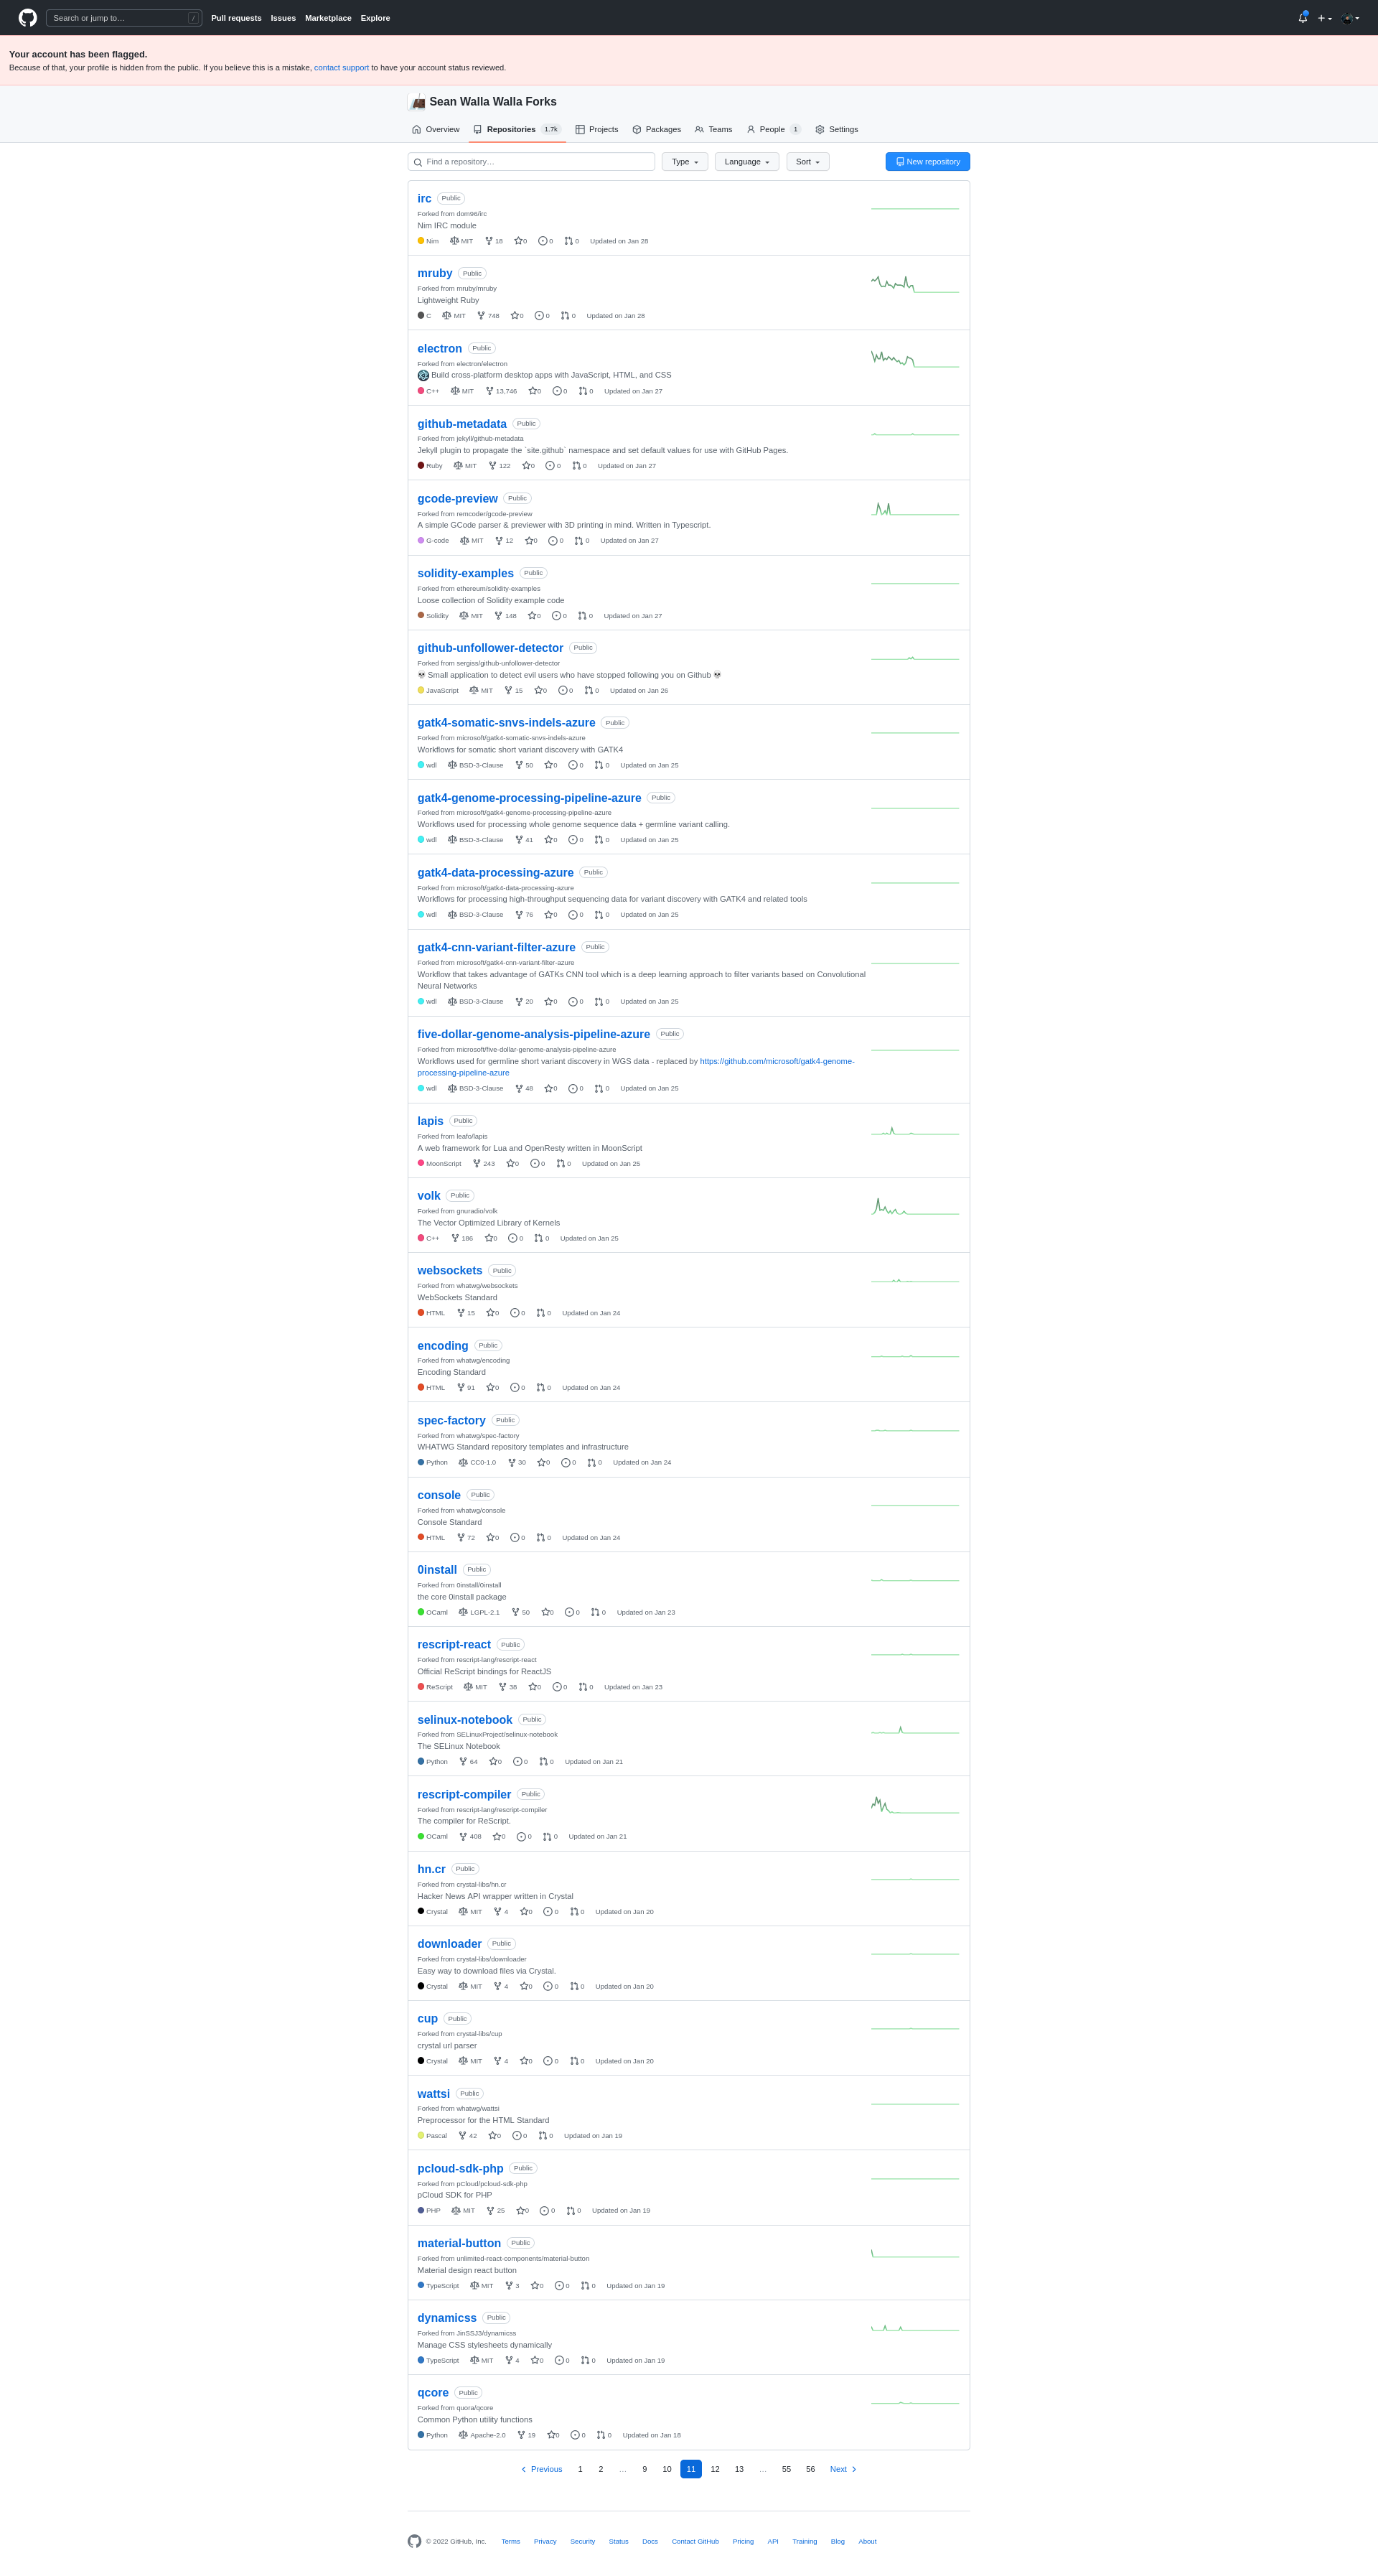 Search or jump to… / Pull requests Issues Marketplace Explore
Your account has been flagged.
Because of that, your profile is hidden from the public. If you believe this is a mistake, contact support to have your account status reviewed.
Sean Walla Walla Forks
Overview Repositories 1.7k Projects Packages Teams People 1 Settings
Find a repository… Type Language Sort New repository
irc Public
Forked from dom96/irc
Nim IRC module
Nim MIT 18 0 0 0 Updated on Jan 28
mruby Public
Forked from mruby/mruby
Lightweight Ruby
C MIT 748 0 0 0 Updated on Jan 28
electron Public
Forked from electron/electron
Build cross-platform desktop apps with JavaScript, HTML, and CSS
C++ MIT 13,746 0 0 0 Updated on Jan 27
github-metadata Public
Forked from jekyll/github-metadata
Jekyll plugin to propagate the `site.github` namespace and set default values for use with GitHub Pages.
Ruby MIT 122 0 0 0 Updated on Jan 27
gcode-preview Public
Forked from remcoder/gcode-preview
A simple GCode parser & previewer with 3D printing in mind. Written in Typescript.
G-code MIT 12 0 0 0 Updated on Jan 27
solidity-examples Public
Forked from ethereum/solidity-examples
Loose collection of Solidity example code
Solidity MIT 148 0 0 0 Updated on Jan 27
github-unfollower-detector Public
Forked from sergiss/github-unfollower-detector
💀 Small application to detect evil users who have stopped following you on Github 💀
JavaScript MIT 15 0 0 0 Updated on Jan 26
gatk4-somatic-snvs-indels-azure Public
Forked from microsoft/gatk4-somatic-snvs-indels-azure
Workflows for somatic short variant discovery with GATK4
wdl BSD-3-Clause 50 0 0 0 Updated on Jan 25
gatk4-genome-processing-pipeline-azure Public
Forked from microsoft/gatk4-genome-processing-pipeline-azure
Workflows used for processing whole genome sequence data + germline variant calling.
wdl BSD-3-Clause 41 0 0 0 Updated on Jan 25
gatk4-data-processing-azure Public
Forked from microsoft/gatk4-data-processing-azure
Workflows for processing high-throughput sequencing data for variant discovery with GATK4 and related tools
wdl BSD-3-Clause 76 0 0 0 Updated on Jan 25
gatk4-cnn-variant-filter-azure Public
Forked from microsoft/gatk4-cnn-variant-filter-azure
Workflow that takes advantage of GATKs CNN tool which is a deep learning approach to filter variants based on Convolutional
Neural Networks
wdl BSD-3-Clause 20 0 0 0 Updated on Jan 25
five-dollar-genome-analysis-pipeline-azure Public
Forked from microsoft/five-dollar-genome-analysis-pipeline-azure
Workflows used for germline short variant discovery in WGS data - replaced by https://github.com/microsoft/gatk4-genome-
processing-pipeline-azure
wdl BSD-3-Clause 48 0 0 0 Updated on Jan 25
lapis Public
Forked from leafo/lapis
A web framework for Lua and OpenResty written in MoonScript
MoonScript 243 0 0 0 Updated on Jan 25
volk Public
Forked from gnuradio/volk
The Vector Optimized Library of Kernels
C++ 186 0 0 0 Updated on Jan 25
websockets Public
Forked from whatwg/websockets
WebSockets Standard
HTML 15 0 0 0 Updated on Jan 24
encoding Public
Forked from whatwg/encoding
Encoding Standard
HTML 91 0 0 0 Updated on Jan 24
spec-factory Public
Forked from whatwg/spec-factory
WHATWG Standard repository templates and infrastructure
Python CC0-1.0 30 0 0 0 Updated on Jan 24
console Public
Forked from whatwg/console
Console Standard
HTML 72 0 0 0 Updated on Jan 24
0install Public
Forked from 0install/0install
the core 0install package
OCaml LGPL-2.1 50 0 0 0 Updated on Jan 23
rescript-react Public
Forked from rescript-lang/rescript-react
Official ReScript bindings for ReactJS
ReScript MIT 38 0 0 0 Updated on Jan 23
selinux-notebook Public
Forked from SELinuxProject/selinux-notebook
The SELinux Notebook
Python 64 0 0 0 Updated on Jan 21
rescript-compiler Public
Forked from rescript-lang/rescript-compiler
The compiler for ReScript.
OCaml 408 0 0 0 Updated on Jan 21
hn.cr Public
Forked from crystal-libs/hn.cr
Hacker News API wrapper written in Crystal
Crystal MIT 4 0 0 0 Updated on Jan 20
downloader Public
Forked from crystal-libs/downloader
Easy way to download files via Crystal.
Crystal MIT 4 0 0 0 Updated on Jan 20
cup Public
Forked from crystal-libs/cup
crystal url parser
Crystal MIT 4 0 0 0 Updated on Jan 20
wattsi Public
Forked from whatwg/wattsi
Preprocessor for the HTML Standard
Pascal 42 0 0 0 Updated on Jan 19
pcloud-sdk-php Public
Forked from pCloud/pcloud-sdk-php
pCloud SDK for PHP
PHP MIT 25 0 0 0 Updated on Jan 19
material-button Public
Forked from unlimited-react-components/material-button
Material design react button
TypeScript MIT 3 0 0 0 Updated on Jan 19
dynamicss Public
Forked from JinSSJ3/dynamicss
Manage CSS stylesheets dynamically
TypeScript MIT 4 0 0 0 Updated on Jan 19
qcore Public
Forked from quora/qcore
Common Python utility functions
Python Apache-2.0 19 0 0 0 Updated on Jan 18
Previous 1 2 … 9 10 11 12 13 … 55 56 Next
© 2022 GitHub, Inc. Terms Privacy Security Status Docs Contact GitHub Pricing API Training Blog About